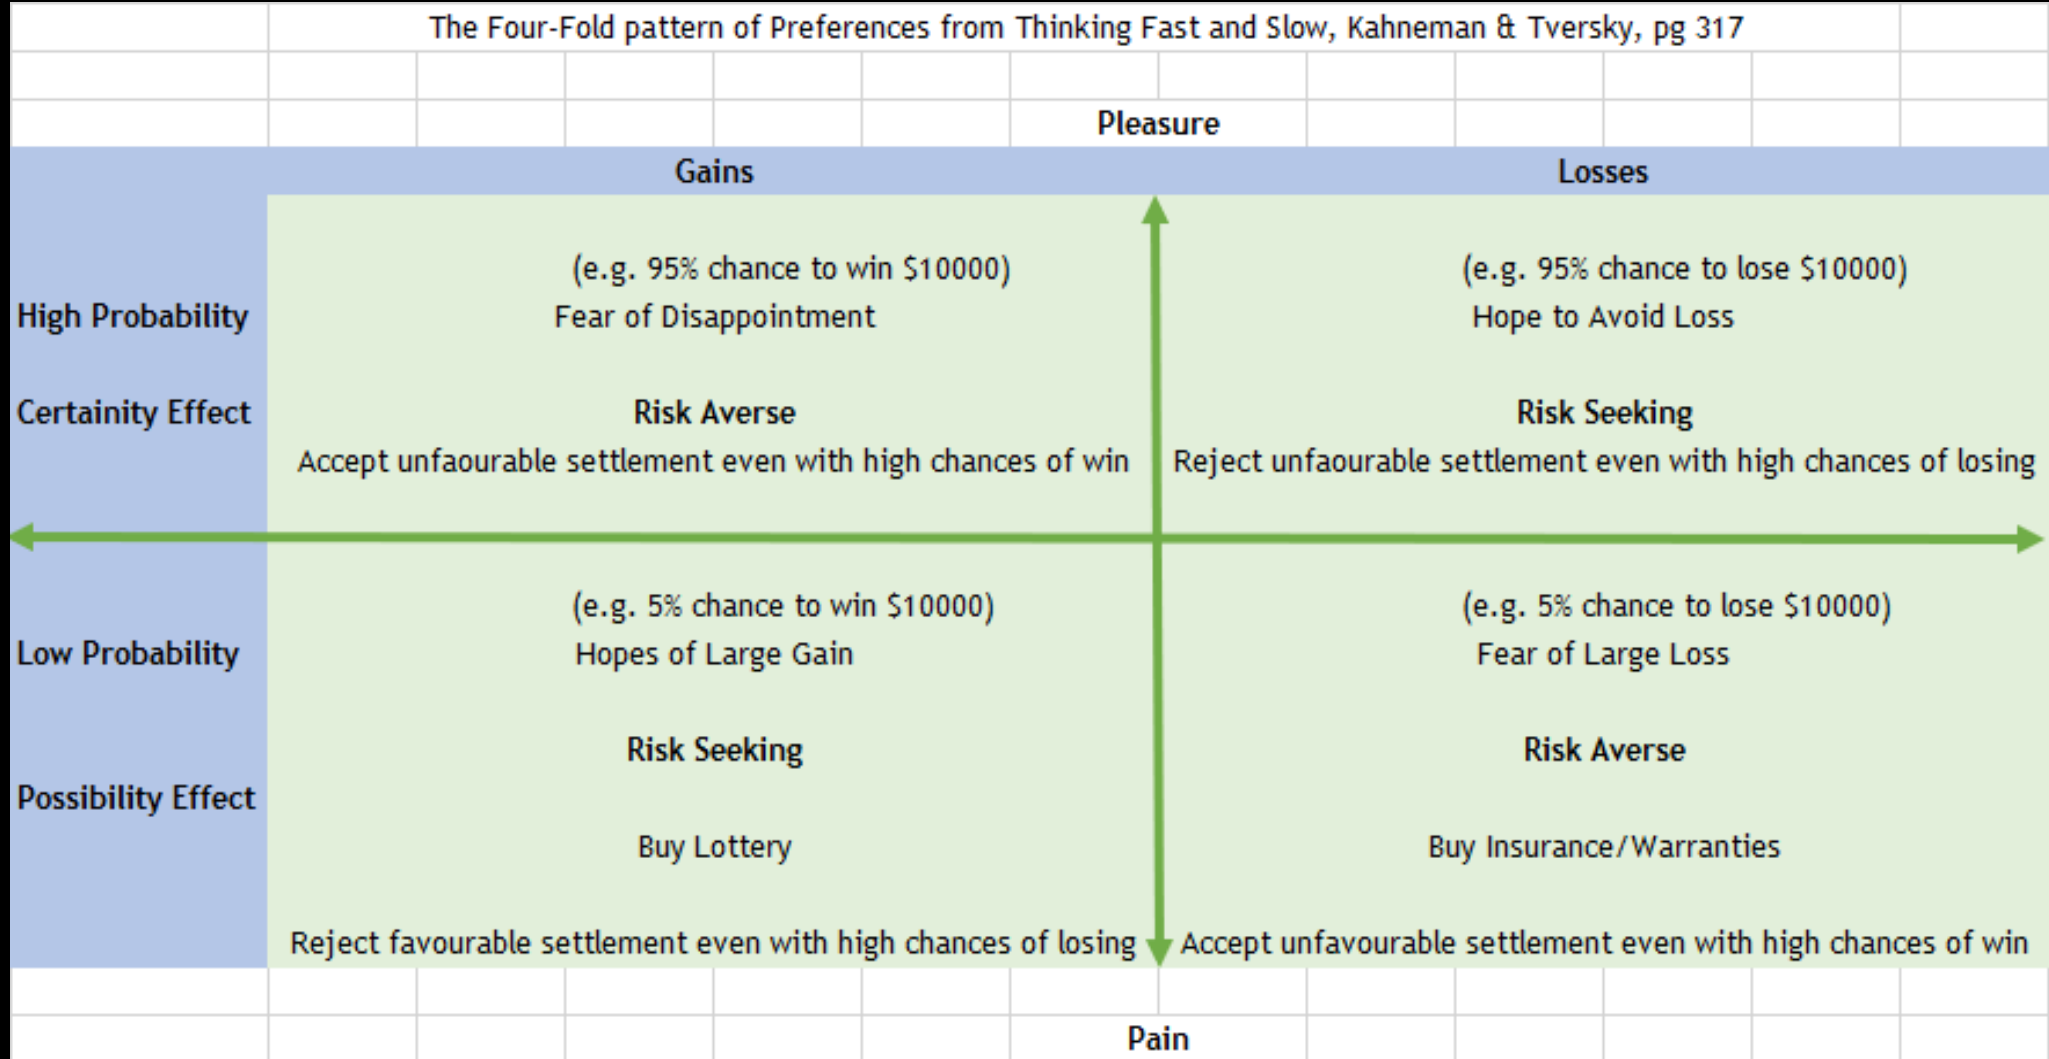 The Four-Fold pattern of Preferences from Thinking Fast and Slow, Kahneman & Tversky, pg 317
Pleasure
Gains Losses
(e.g. 95% chance to win $10000) (e.g. 95% chance to lose $10000)
High Probability Fear of Disappointment Hope to Avoid Loss
Certainity Effect Risk Averse Risk Seeking
Accept unfaourable settlement even with high chances of win Reject unfaourable settlement even with high chances of losing
(e.g. 5% chance to win $10000) (e.g. 5% chance to lose $10000)
Low Probability Hopes of Large Gain Fear of Large Loss
Risk Seeking Risk Averse
Possibility Effect
Buy Lottery Buy Insurance/Warranties
Reject favourable settlement even with high chances of losing Accept unfavourable settlement even with high chances of win
Pain